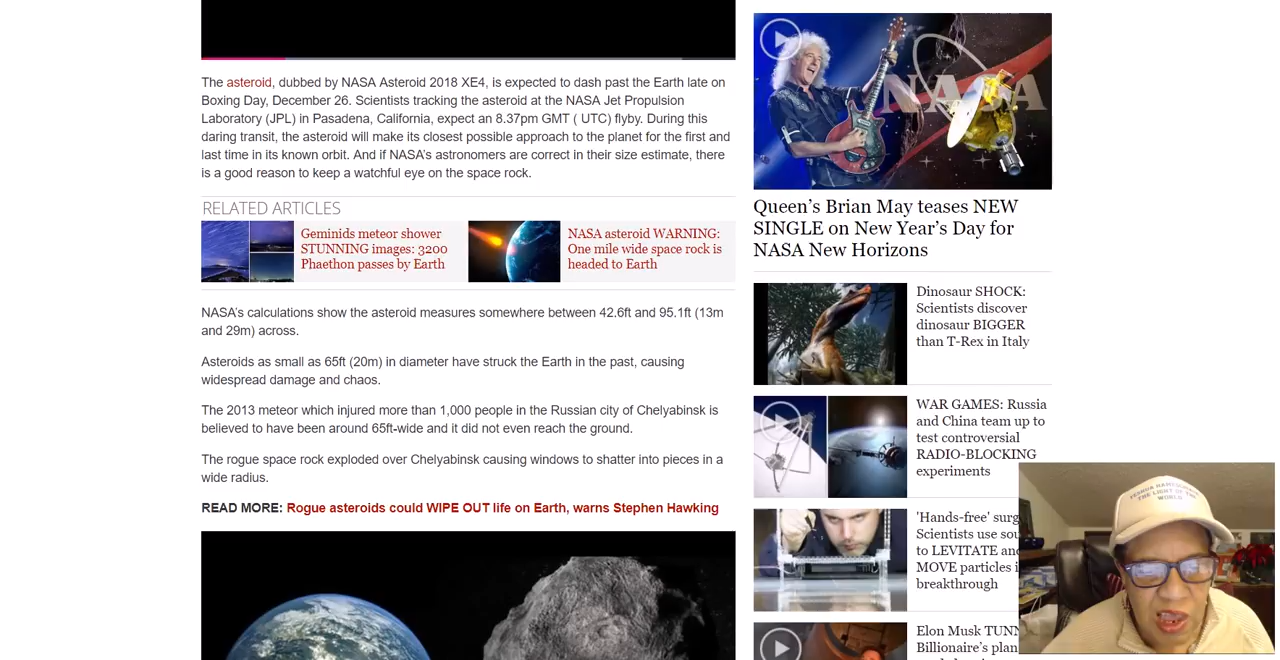 The asteroid, dubbed by NASA Asteroid 2018 XE4, is expected to dash past the Earth late on
Boxing Day, December 26. Scientists tracking the asteroid at the NASA Jet Propulsion
Laboratory (JPL) in Pasadena, California, expect an 8.37pm GMT ( UTC) flyby. During this
daring transit, the asteroid will make its closest possible approach to the planet for the first and
last time in its known orbit. And if NASA's astronomers are correct in their size estimate, there
is a good reason to keep a watchful eye on the space rock.
RELATED ARTICLES
Geminids meteor shower
STUNNING images: 3200
Phaethon passes by Earth
NASA asteroid WARNING:
One mile wide space rock is
headed to Earth
NASA's calculations show the asteroid measures somewhere between 42.6ft and 95.1ft (13m
and 29m) across.
Asteroids as small as 65ft (20m) in diameter have struck the Earth in the past, causing
widespread damage and chaos.
The 2013 meteor which injured more than 1,000 people in the Russian city of Chelyabinsk is
believed to have been around 65ft-wide and it did not even reach the ground.
The rogue space rock exploded over Chelyabinsk causing windows to shatter into pieces in a
wide radius.
READ MORE: Rogue asteroids could WIPE OUT life on Earth, warns Stephen Hawking
NASA
Queen's Brian May teases NEW
SINGLE on New Year's Day for
NASA New Horizons
Dinosaur SHOCK:
Scientists discover
dinosaur BIGGER
than T-Rex in Italy
WAR GAMES: Russia
and China team up to
test controversial
RADIO-BLOCKING
experiments
'Hands-free' surg
Scientists use sou
to LEVITATE and
MOVE particles i
breakthrough
Elon Musk TUNN
Billionaire's plan
THE LIGHT OF THE
WORLD